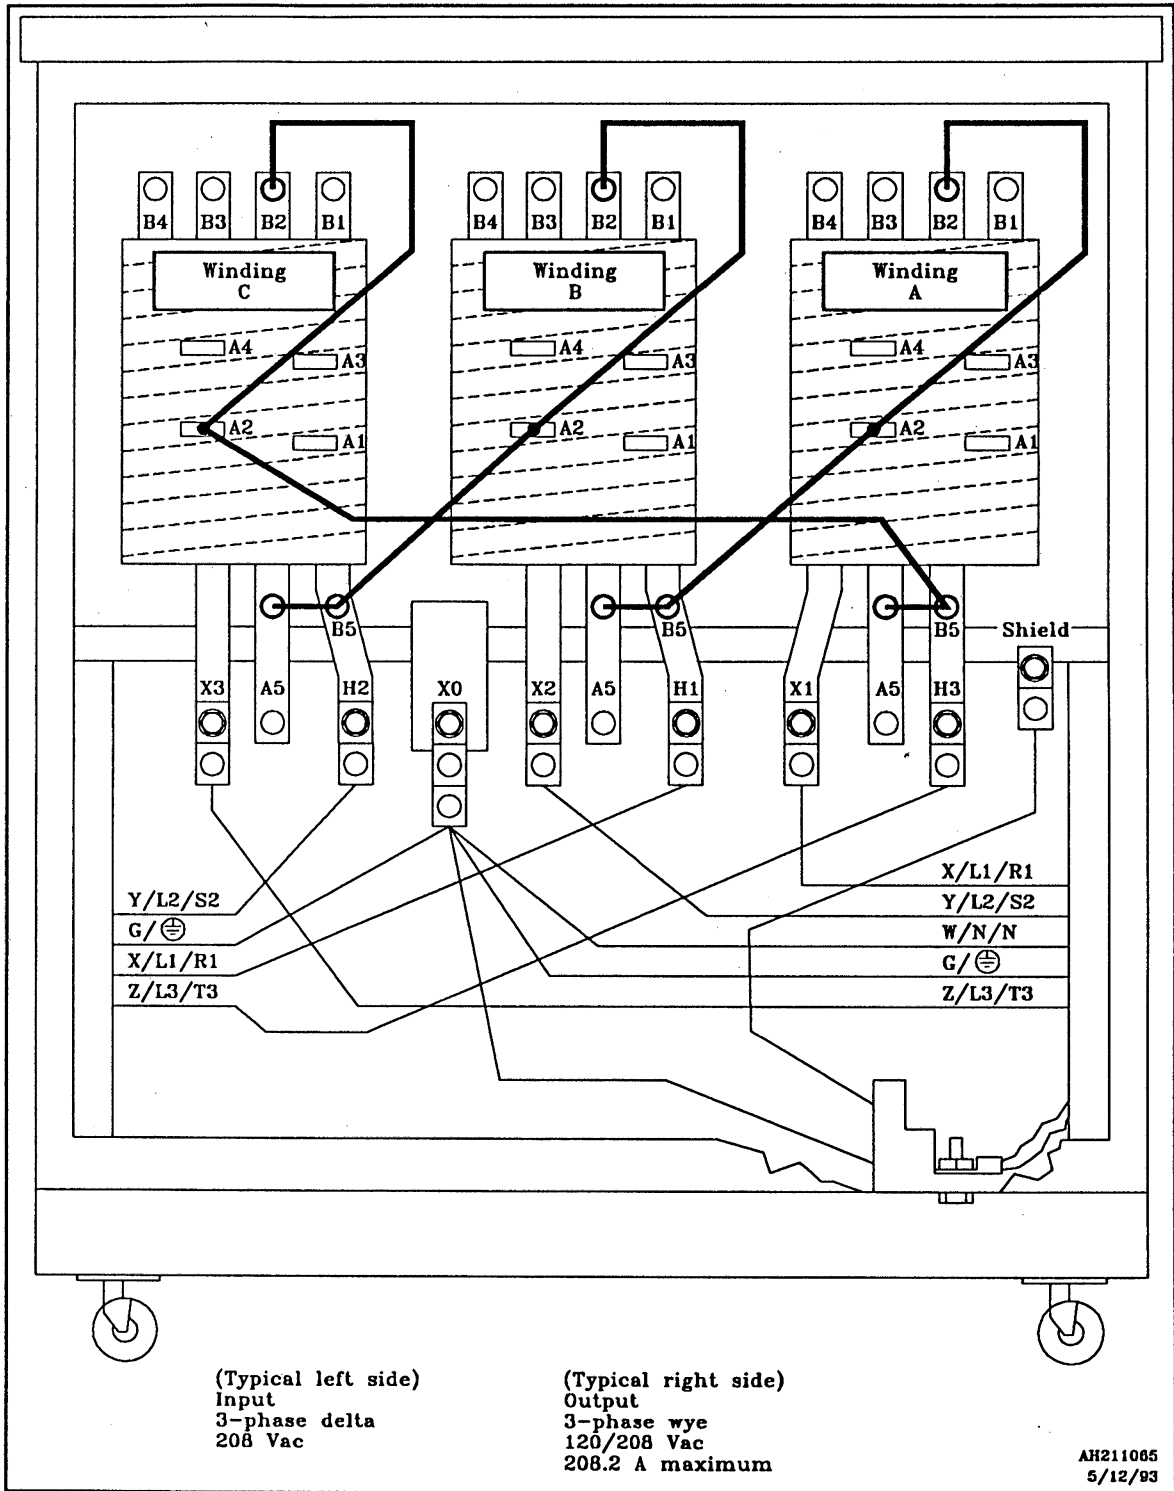 B4 B3 B2 B1 B4 B3 B2 B1 B4 B3 B2 B1
Winding
C
Winding
B
Winding
A
A4 A3 A4 A3 A4 A3
A2 A1 A2 A1 A2 A1
B5 B5 B5 Shield
X3 A5 H2 X0 X2 A5 H1 X1 A5 H3
Y/L2/S2
G/
X/L1/R1
Z/L3/T3
X/L1/R1
Y/L2/S2
W/N/N
G/
Z/L3/T3
(Typical left side)
Input
3-phase delta
208 Vac
(Typical right side)
Output
3-phase wye
120/208 Vac
208.2 A maximum
AH211065
5/12/93